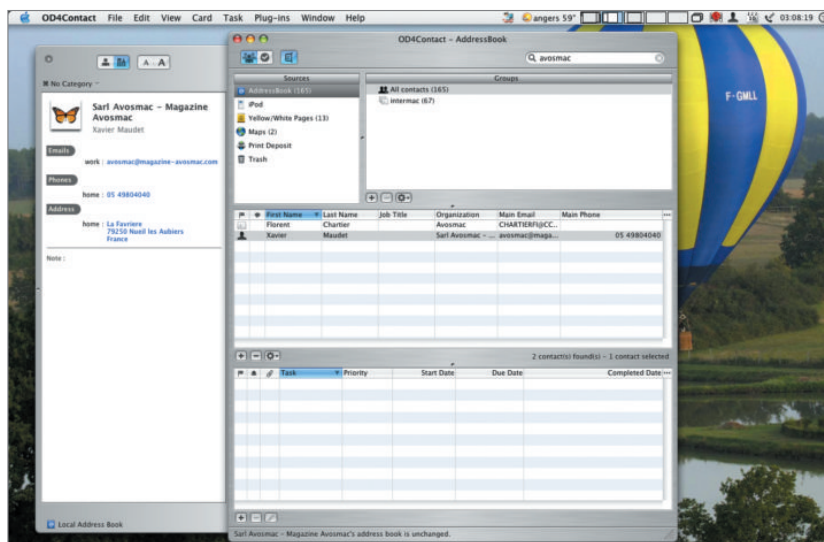 OD4Contact File Edit View Card Task Plug-ins Window Help angers 59° 03:08:19
OD4Contact - AddressBook
A A
avosmac
No Category
Sources
AddressBook (165)
iPod
Yellow/White Pages (13)
Maps (2)
Print Deposit
Trash
Groups
All contacts (165)
intermac (67)
Sarl Avosmac - Magazine
Avosmac
Xavier Maudet
Emails
work : avosmac@magazine-avosmac.com
Phones
home : 05 49804040
Address
home : La Favriere
79250 Nueil les Aubiers
France
Note :
Local Address Book
First Name Last Name Job Title Organization Main Email Main Phone
Florent Chartier Avosmac CHARTIERF@CC...
Xavier Maudet Sarl Avosmac - ... avosmac@maga... 05 49804040
2 contact(s) found(s) - 1 contact selected
Task Priority Start Date Due Date Completed Date
Sarl Avosmac - Magazine Avosmac's address book is unchanged.
F-GMLL